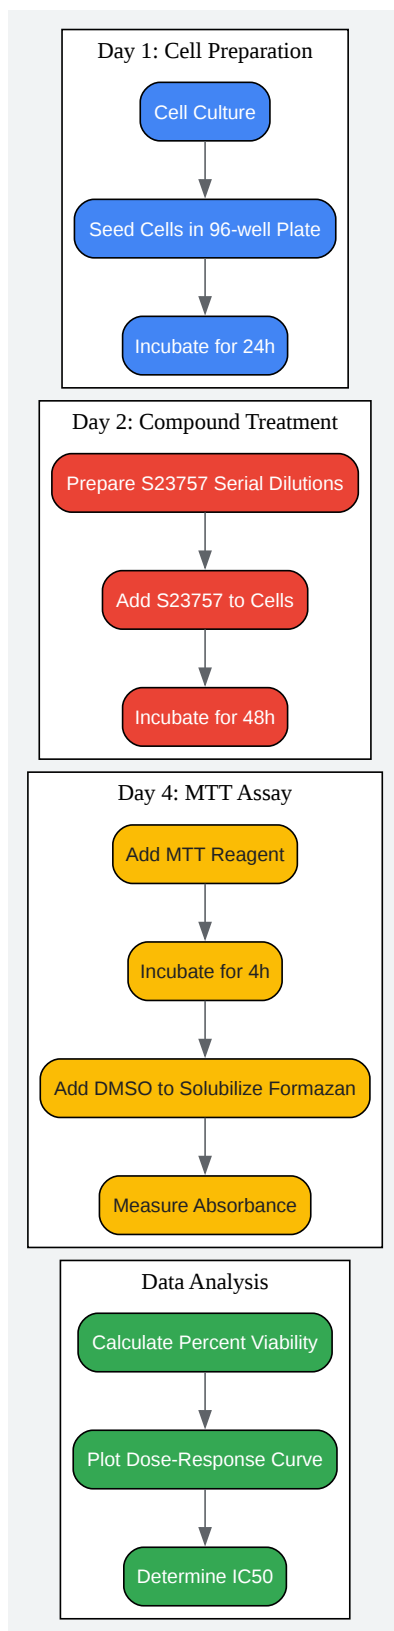 Day 1: Cell Preparation
Cell Culture
Seed Cells in 96-well Plate
Incubate for 24h
Day 2: Compound Treatment
Prepare S23757 Serial Dilutions
Add S23757 to Cells
Incubate for 48h
Day 4: MTT Assay
Add MTT Reagent
Incubate for 4h
Add DMSO to Solubilize Formazan
Measure Absorbance
Data Analysis
Calculate Percent Viability
Plot Dose-Response Curve
Determine IC50